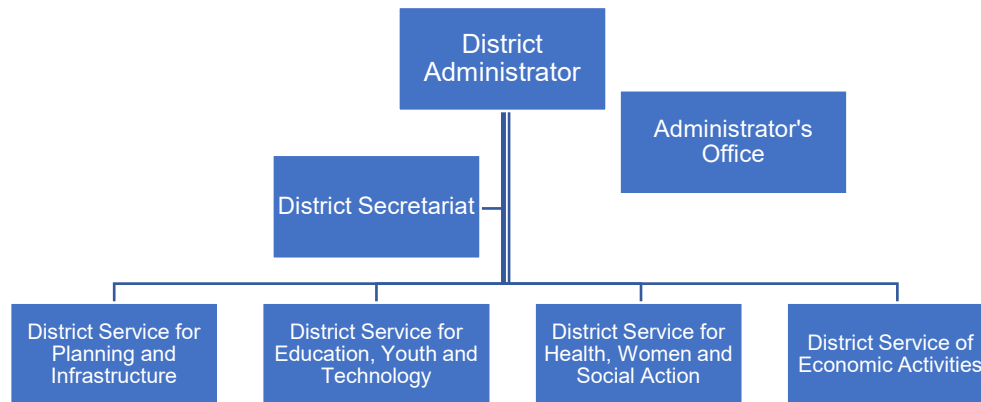 District
Administrator
Administrator's
Office
District Secretariat
District Service for
Planning and
Infrastructure
District Service for
Education, Youth and
Technology
District Service for
Health, Women and
Social Action
District Service of
Economic Activities